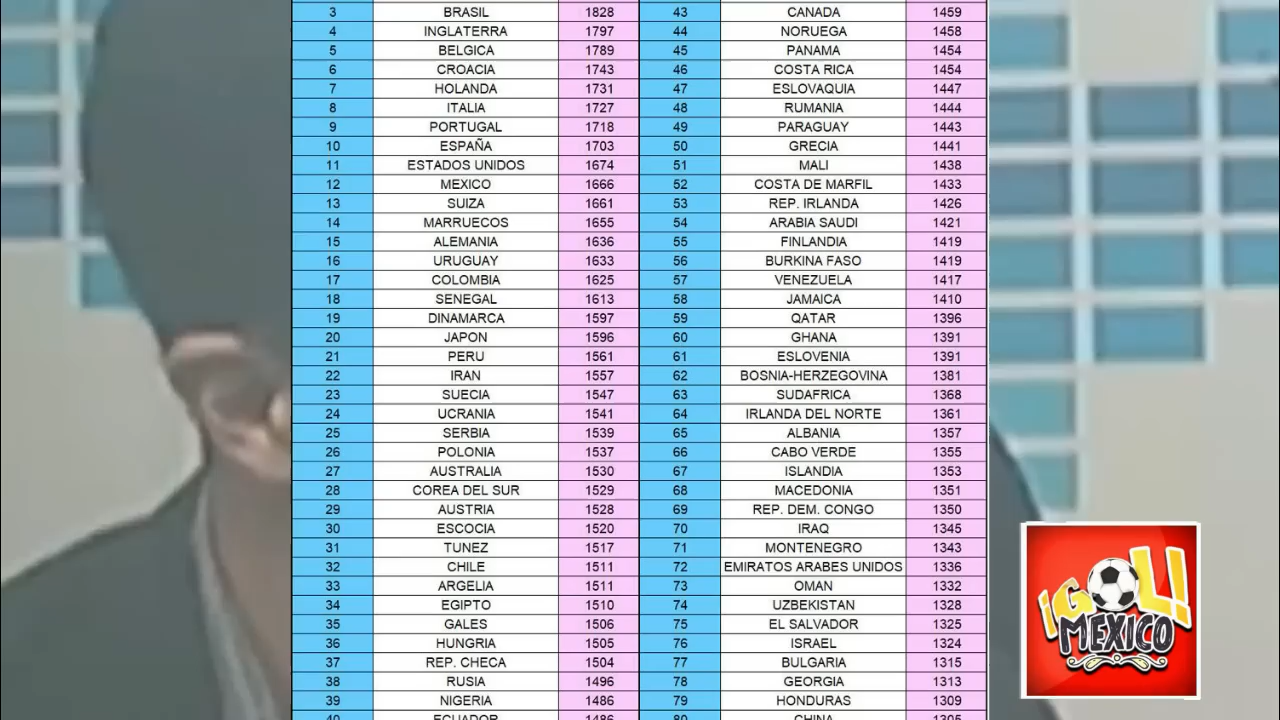 3 BRASIL 1828 43 CANADA 1459
4 INGLATERRA 1797 44 NORUEGA 1458
5 BELGICA 1789 45 PANAMA 1454
6 CROACIA 1743 46 COSTA RICA 1454
7 HOLANDA 1731 47 ESLOVAQUIA 1447
8 ITALIA 1727 48 RUMANIA 1444
9 PORTUGAL 1718 49 PARAGUAY 1443
10 ESPAÑA 1703 50 GRECIA 1441
11 ESTADOS UNIDOS 1674 51 MALI 1438
12 MEXICO 1666 52 COSTA DE MARFIL 1433
13 SUIZA 1661 53 REP. IRLANDA 1426
14 MARRUECOS 1655 54 ARABIA SAUDI 1421
15 ALEMANIA 1636 55 FINLANDIA 1419
16 URUGUAY 1633 56 BURKINA FASO 1419
17 COLOMBIA 1625 57 VENEZUELA 1417
18 SENEGAL 1613 58 JAMAICA 1410
19 DINAMARCA 1597 59 QATAR 1396
20 JAPON 1596 60 GHANA 1391
21 PERU 1561 61 ESLOVENIA 1391
22 IRAN 1557 62 BOSNIA-HERZEGOVINA 1381
23 SUECIA 1547 63 SUDAFRICA 1368
24 UCRANIA 1541 64 IRLANDA DEL NORTE 1361
25 SERBIA 1539 65 ALBANIA 1357
26 POLONIA 1537 66 CABO VERDE 1355
27 AUSTRALIA 1530 67 ISLANDIA 1353
28 COREA DEL SUR 1529 68 MACEDONIA 1351
29 AUSTRIA 1528 69 REP. DEM. CONGO 1350
30 ESCOCIA 1520 70 IRAQ 1345
31 TUNEZ 1517 71 MONTENEGRO 1343
32 CHILE 1511 72 EMIRATOS ARABES UNIDOS 1336
33 ARGELIA 1511 73 OMAN 1332
34 EGIPTO 1510 74 UZBEKISTAN 1328
35 GALES 1506 75 EL SALVADOR 1325
36 HUNGRIA 1505 76 ISRAEL 1324
37 REP. CHECA 1504 77 BULGARIA 1315
38 RUSIA 1496 78 GEORGIA 1313
39 NIGERIA 1486 79 HONDURAS 1309
40 ECUADOR 1486 80 CHINA 1305
¡GOL!
MEXICO